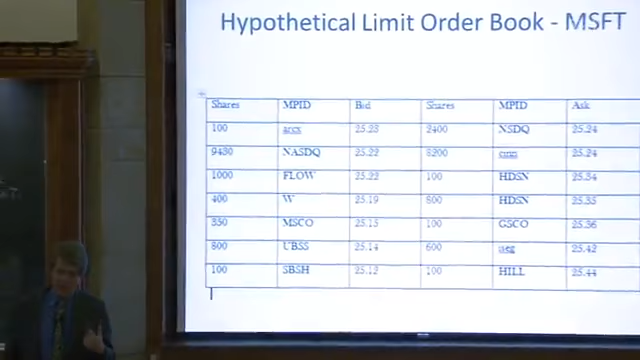 Hypothetical Limit Order Book - MSFT
Shares MPID Bid Shares MPID Ask
100 arcx 25.23 2400 NSDQ 25.24
9430 NASDQ 25.22 8200 25.24
1000 FLOW 25.22 100 HDSN 25.34
400 W 25.19 800 HDSN 25.35
350 MSCO 25.15 100 GSCO 25.36
800 UBSS 25.14 600 25.42
100 SBSH 25.12 100 HILL 25.44